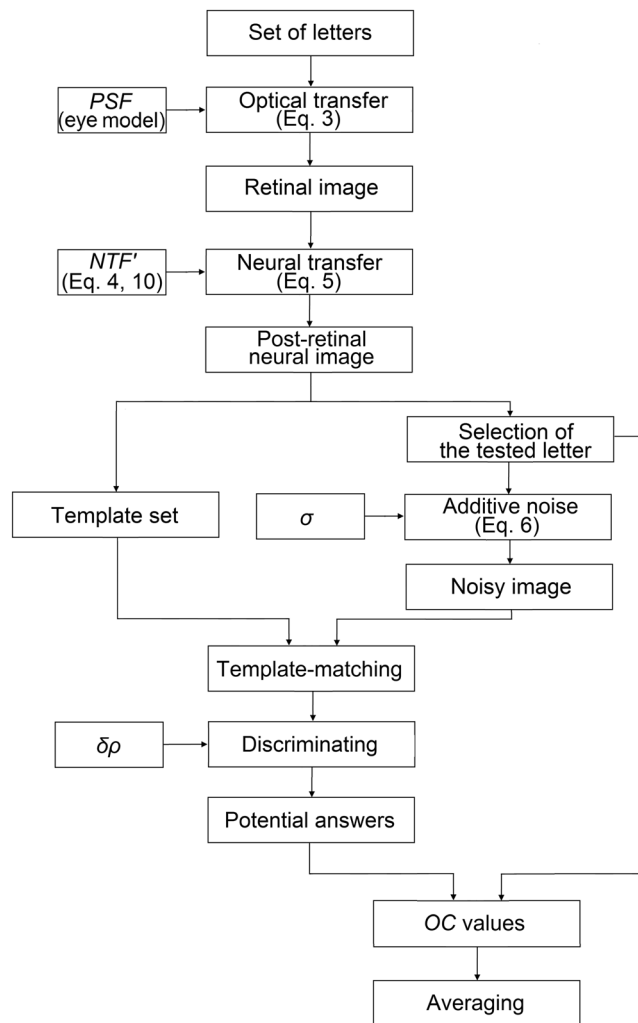 Set of letters
PSF
(eye model)
Optical transfer
(Eq. 3)
Retinal image
NTF'
(Eq. 4, 10)
Neural transfer
(Eq. 5)
Post-retinal
neural image
Selection of
the tested letter
Template set
σ
Additive noise
(Eq. 6)
Noisy image
Template-matching
δρ
Discriminating
Potential answers
OC values
Averaging